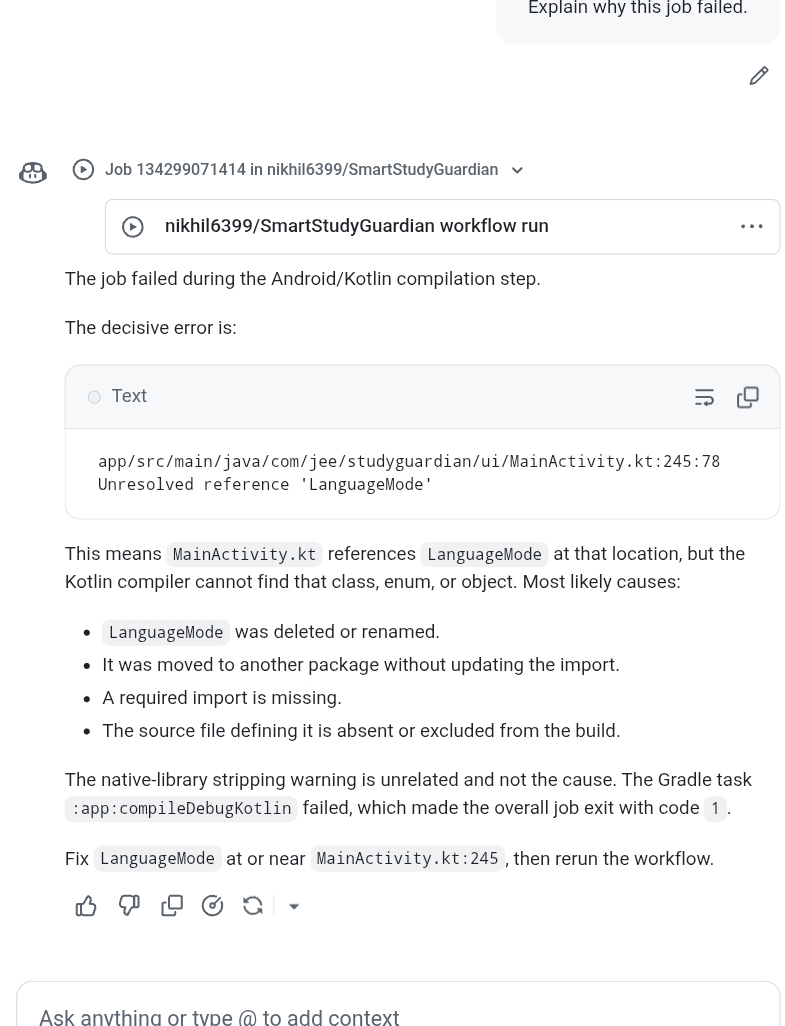 Explain why this job failed.
Job 134299071414 in nikhil6399/SmartStudyGuardian
nikhil6399/SmartStudyGuardian workflow run
The job failed during the Android/Kotlin compilation step.
The decisive error is:
Text
app/src/main/java/com/jee/studyguardian/ui/MainActivity.kt:245:78
Unresolved reference 'LanguageMode'
This means MainActivity.kt references LanguageMode at that location, but the
Kotlin compiler cannot find that class, enum, or object. Most likely causes:
• LanguageMode was deleted or renamed.
• It was moved to another package without updating the import.
• A required import is missing.
• The source file defining it is absent or excluded from the build.
The native-library stripping warning is unrelated and not the cause. The Gradle task
:app:compileDebugKotlin failed, which made the overall job exit with code 1.
Fix LanguageMode at or near MainActivity.kt:245, then rerun the workflow.
Ask anything or type @ to add context